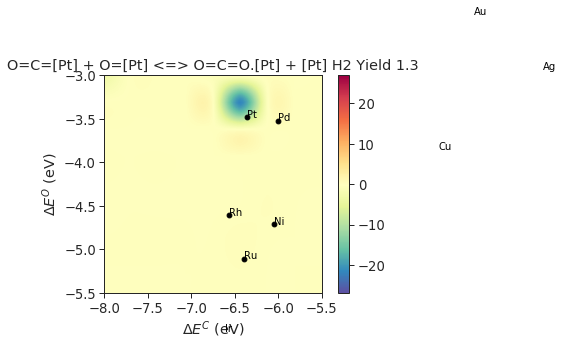 Au
O=C=[Pt] + O=[Pt] <=> O=C=O.[Pt] + [Pt] H2 Yield 1.3
Ag
Cu
Pt
Pd
Rh
Ni
Ru
Ir
−3.0
−3.5
−4.0
−4.5
−5.0
−5.5
−8.0 −7.5 −7.0 −6.5 −6.0 −5.5
ΔE^C (eV)
ΔE^O (eV)
20
10
0
−10
−20